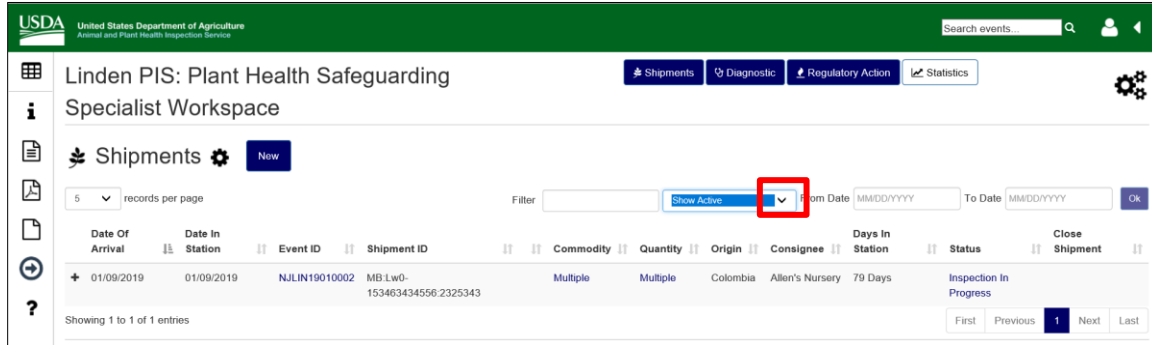 USDA
United States Department of Agriculture
Animal and Plant Health Inspection Service
Search events...
Linden PIS: Plant Health Safeguarding
Specialist Workspace
Shipments
Diagnostic
Regulatory Action
Statistics
Shipments
New
5 records per page
Filter
Show Active
From Date MM/DD/YYYY
To Date MM/DD/YYYY
Ok
Date Of Arrival
Date In Station
Event ID
Shipment ID
Commodity
Quantity
Origin
Consignee
Days In Station
Status
Close Shipment
01/09/2019
01/09/2019
NJLIN19010002
MB:Lw0-
153463434556:2325343
Multiple
Multiple
Colombia
Allen's Nursery
79 Days
Inspection In
Progress
Showing 1 to 1 of 1 entries
First Previous 1 Next Last